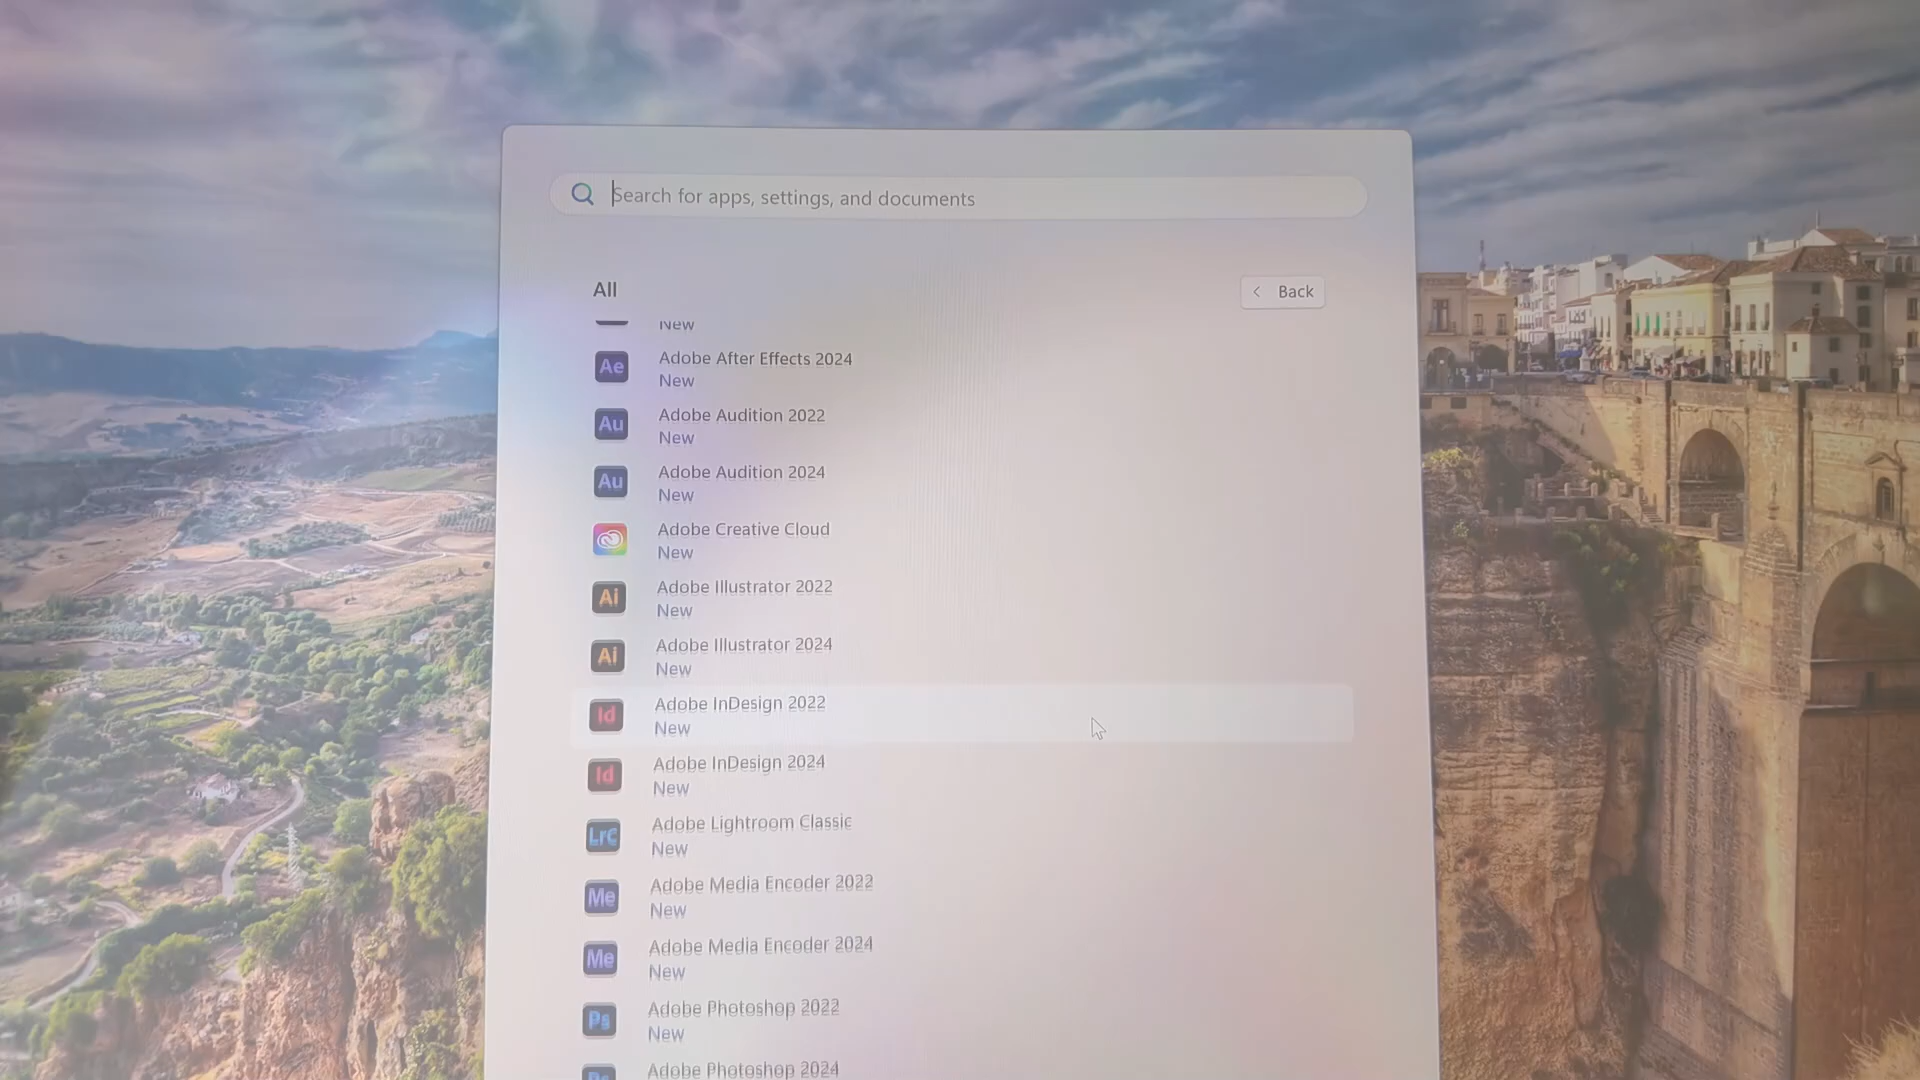 Search for apps, settings, and documents
All
Back
New
Ae
Adobe After Effects 2024
New
Au
Adobe Audition 2022
New
Au
Adobe Audition 2024
New
Adobe Creative Cloud
New
Ai
Adobe Illustrator 2022
New
Ai
Adobe Illustrator 2024
New
Id
Adobe InDesign 2022
New
Id
Adobe InDesign 2024
New
LrC
Adobe Lightroom Classic
New
Me
Adobe Media Encoder 2022
New
Me
Adobe Media Encoder 2024
New
Ps
Adobe Photoshop 2022
New
Ps
Adobe Photoshop 2024